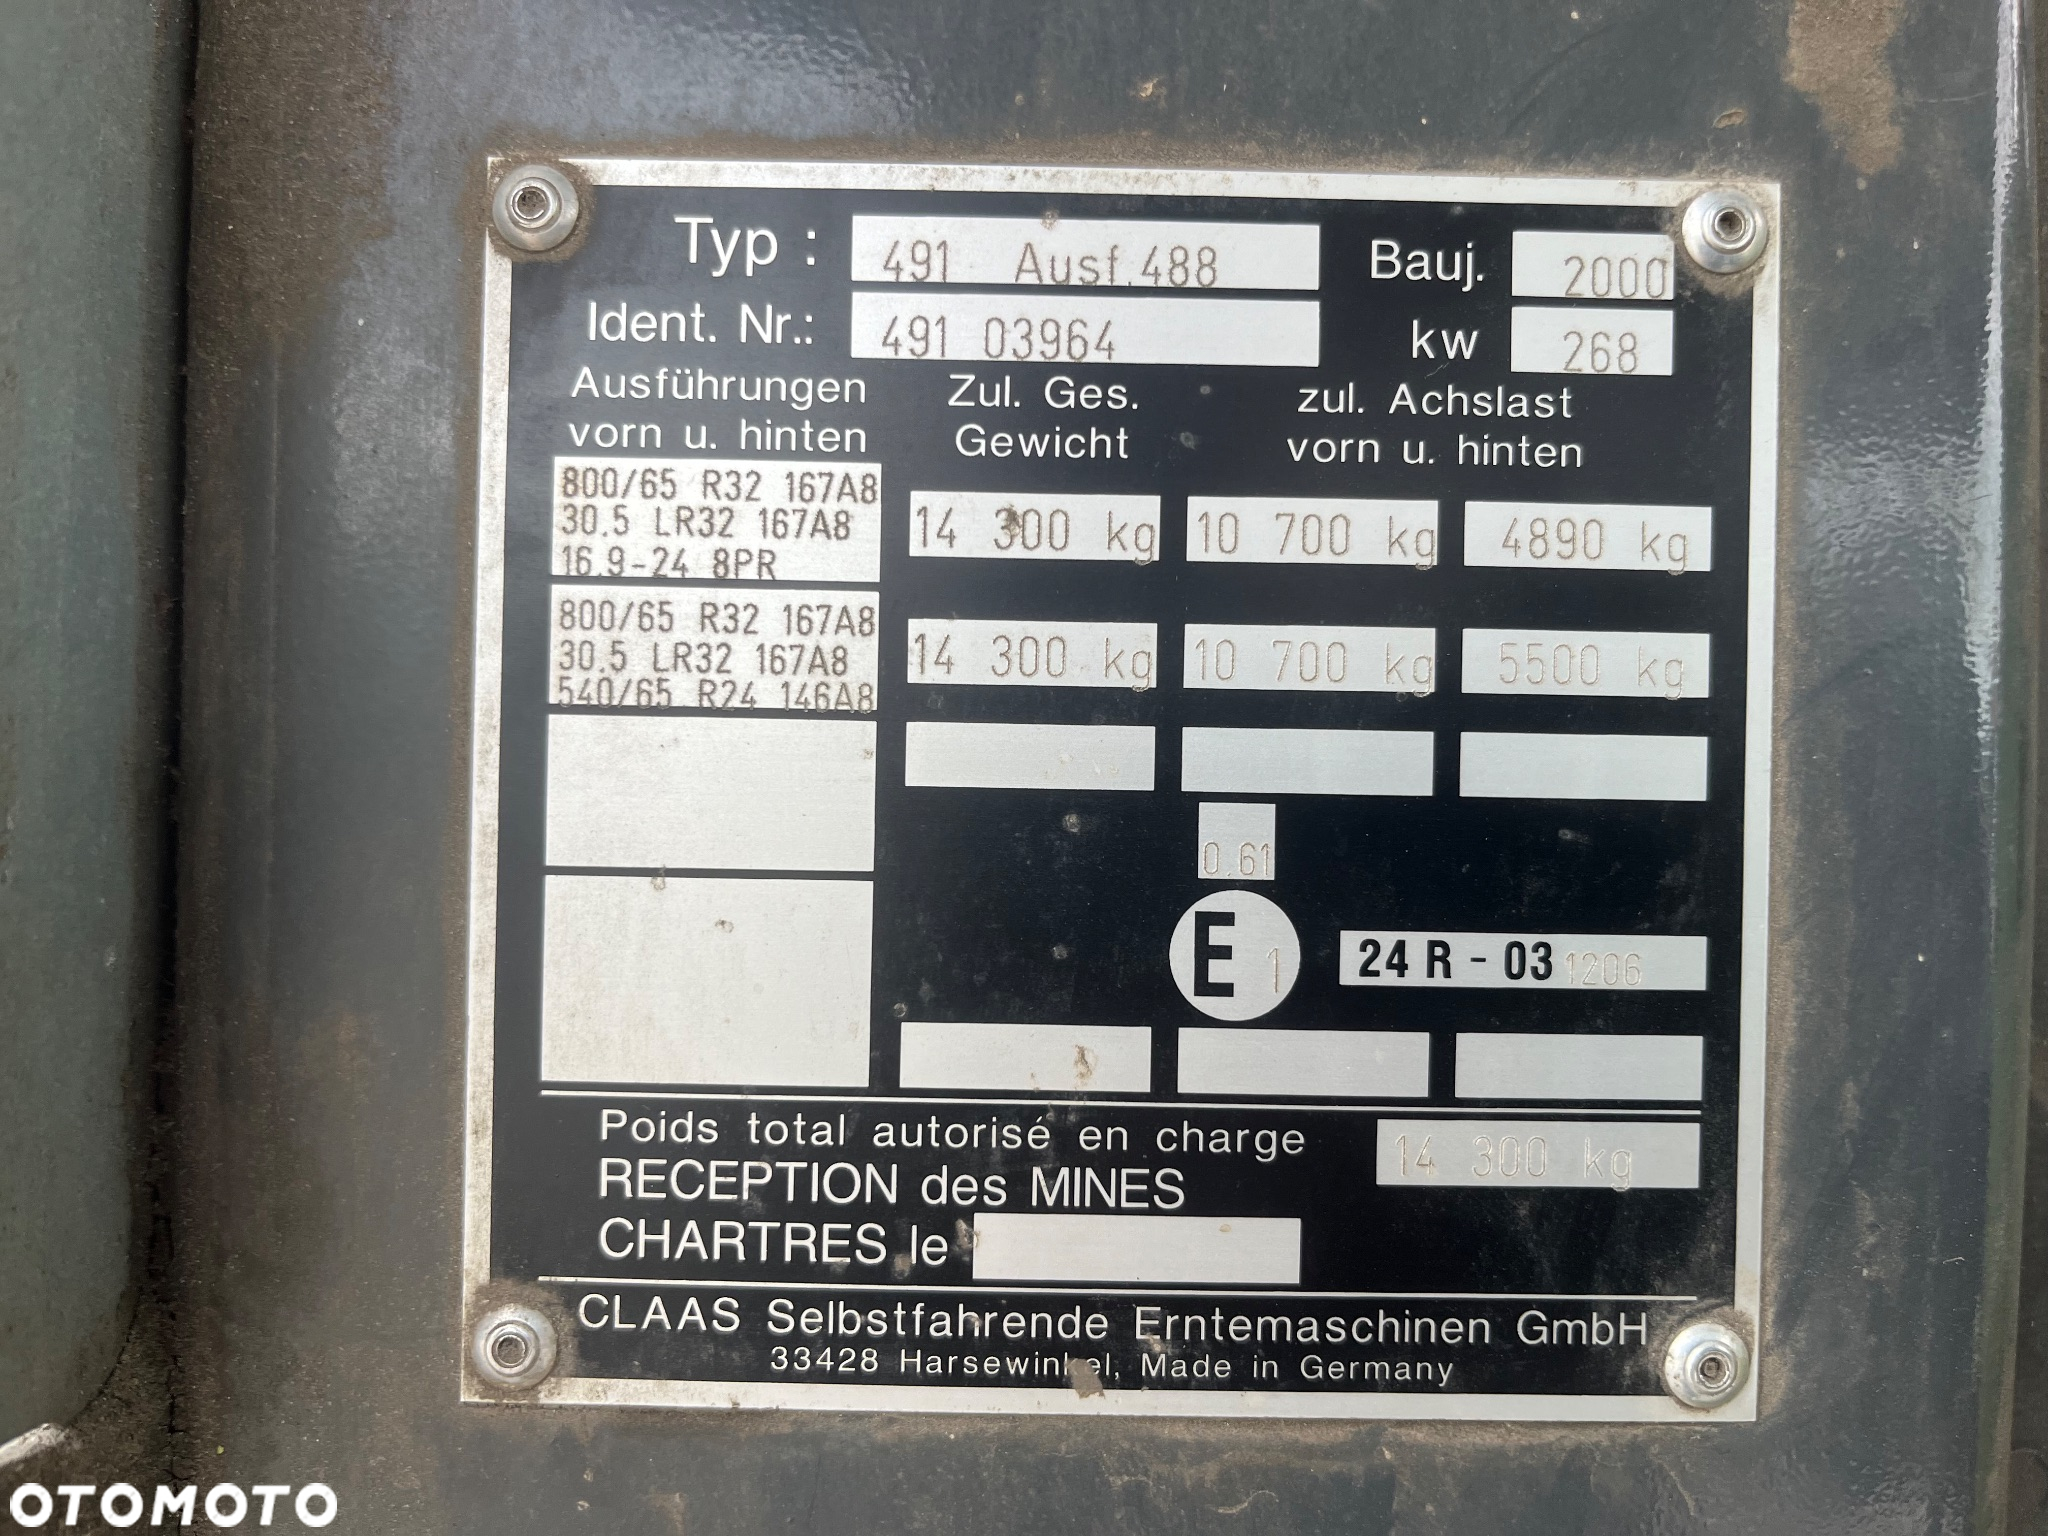 Typ : 491 Ausf.488 Bauj. 2000
Ident. Nr.: 491 03964 kw 268
Ausführungen vorn u. hinten Zul. Ges. Gewicht zul. Achslast vorn u. hinten
800/65 R32 167A8
30.5 LR32 167A8
16.9-24 8PR
14 300 kg 10 700 kg 4890 kg
800/65 R32 167A8
30.5 LR32 167A8
540/65 R24 146A8
14 300 kg 10 700 kg 5500 kg
0.61
E 1 24 R - 03 1206
Poids total autorisé en charge 14 300 kg
RECEPTION des MINES
CHARTRES le
CLAAS Selbstfahrende Erntemaschinen GmbH
33428 Harsewinkel, Made in Germany
OTOMOTO